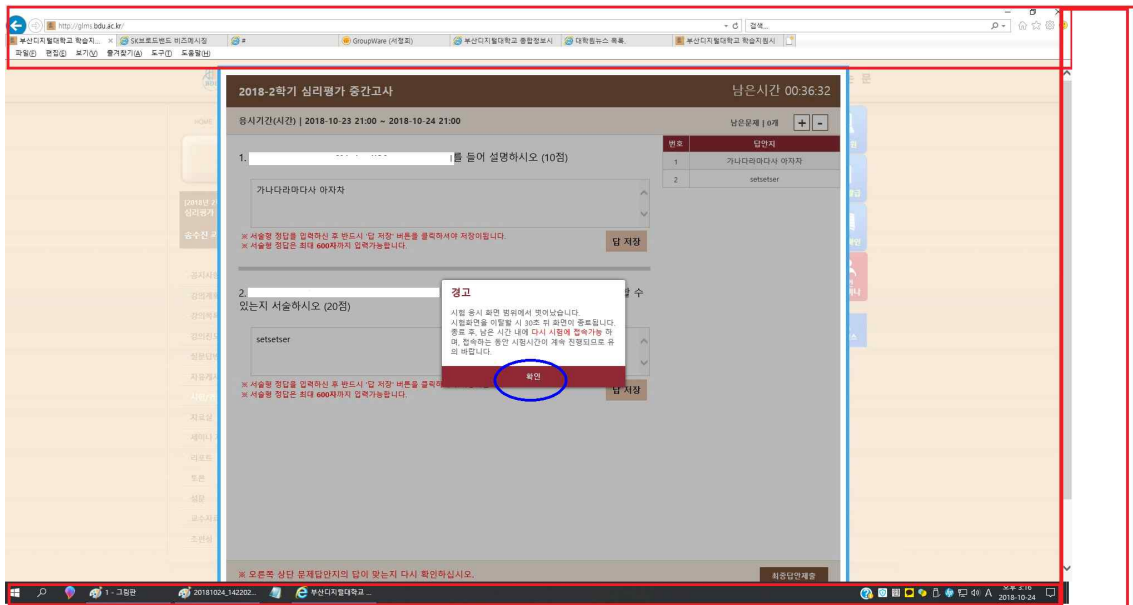 http://glms.bdu.ac.kr/
검색...
부산디지털대학교 학습지...
SK브로드밴드 비즈메시징
#
GroupWare (서정희)
부산디지털대학교 종합정보시
대학원뉴스 목록.
부산디지털대학교 학습지원시
파일(F) 편집(E) 보기(V) 즐겨찾기(A) 도구(T) 도움말(H)
2018-2학기 심리평가 중간고사
남은시간 00:36:32
응시기간(시간) | 2018-10-23 21:00 ~ 2018-10-24 21:00
남은문제 | 0개 + -
HOME
번호 답안지
1 가나다라마다사 아자차
2 setsetser
1.
를 들어 설명하시오 (10점)
가나다라마다사 아자차
※ 서술형 정답을 입력하신 후 반드시 '답 저장' 버튼을 클릭하셔야 저장이됩니다.
※ 서술형 정답은 최대 600자까지 입력가능합니다.
답 저장
2.
할 수
있는지 서술하시오 (20점)
setsetser
※ 서술형 정답을 입력하신 후 반드시 '답 저장' 버튼을 클릭하
※ 서술형 정답은 최대 600자까지 입력가능합니다.
답 저장
경고
시험 응시 화면 범위에서 벗어났습니다.
시험화면을 이탈할 시 30초 뒤 화면이 종료됩니다.
종료 후, 남은 시간 내에 다시 시험에 접속가능 하
며, 접속하는 동안 시험시간이 계속 진행되므로 유
의 바랍니다.
확인
자료실
토론
설문
※ 오른쪽 상단 문제답안지의 답이 맞는지 다시 확인하십시오.
최종답안제출
1 - 그림판
20181024_142202...
부산디지털대학교 ...
A
오후 3:16
2018-10-24